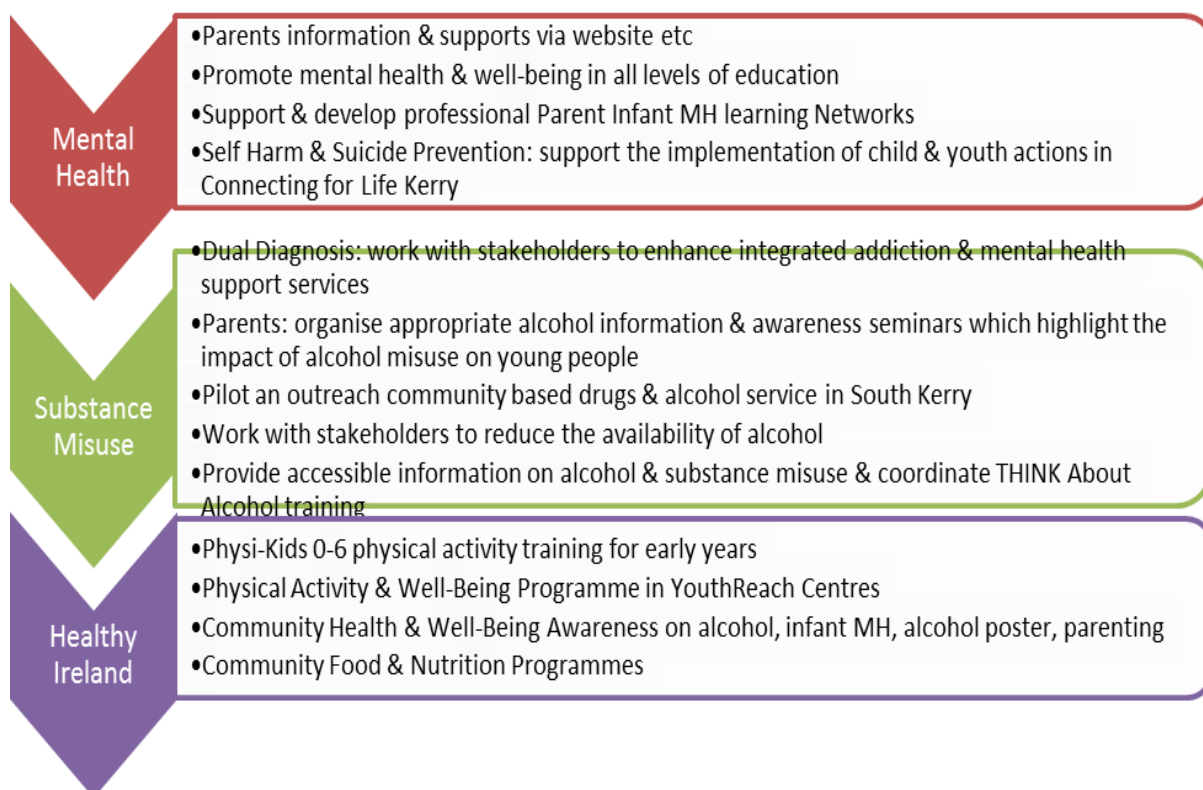 Mental
Health
•Parents information & supports via website etc
•Promote mental health & well-being in all levels of education
•Support & develop professional Parent Infant MH learning Networks
•Self Harm & Suicide Prevention: support the implementation of child & youth actions in
Connecting for Life Kerry
Substance
Misuse
•Dual Diagnosis: work with stakeholders to enhance integrated addiction & mental health
support services
•Parents: organise appropriate alcohol information & awareness seminars which highlight the
impact of alcohol misuse on young people
•Pilot an outreach community based drugs & alcohol service in South Kerry
•Work with stakeholders to reduce the availability of alcohol
•Provide accessible information on alcohol & substance misuse & coordinate THINK About
Alcohol training
Healthy
Ireland
•Physi-Kids 0-6 physical activity training for early years
•Physical Activity & Well-Being Programme in YouthReach Centres
•Community Health & Well-Being Awareness on alcohol, infant MH, alcohol poster, parenting
•Community Food & Nutrition Programmes